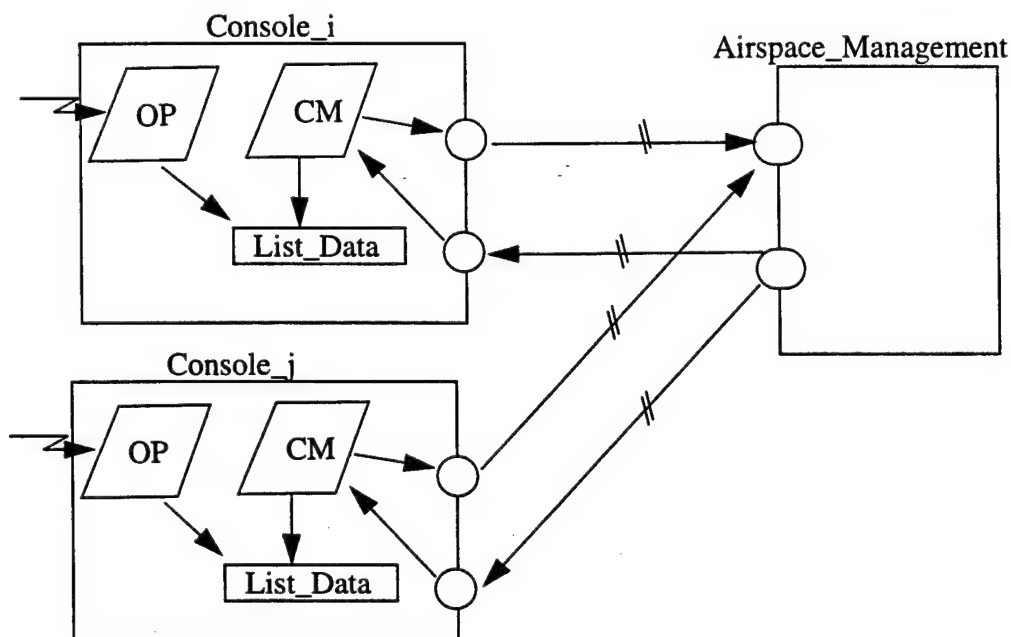 Console_i
Airspace_Management
OP
CM
List_Data
Console_j
OP
CM
List_Data